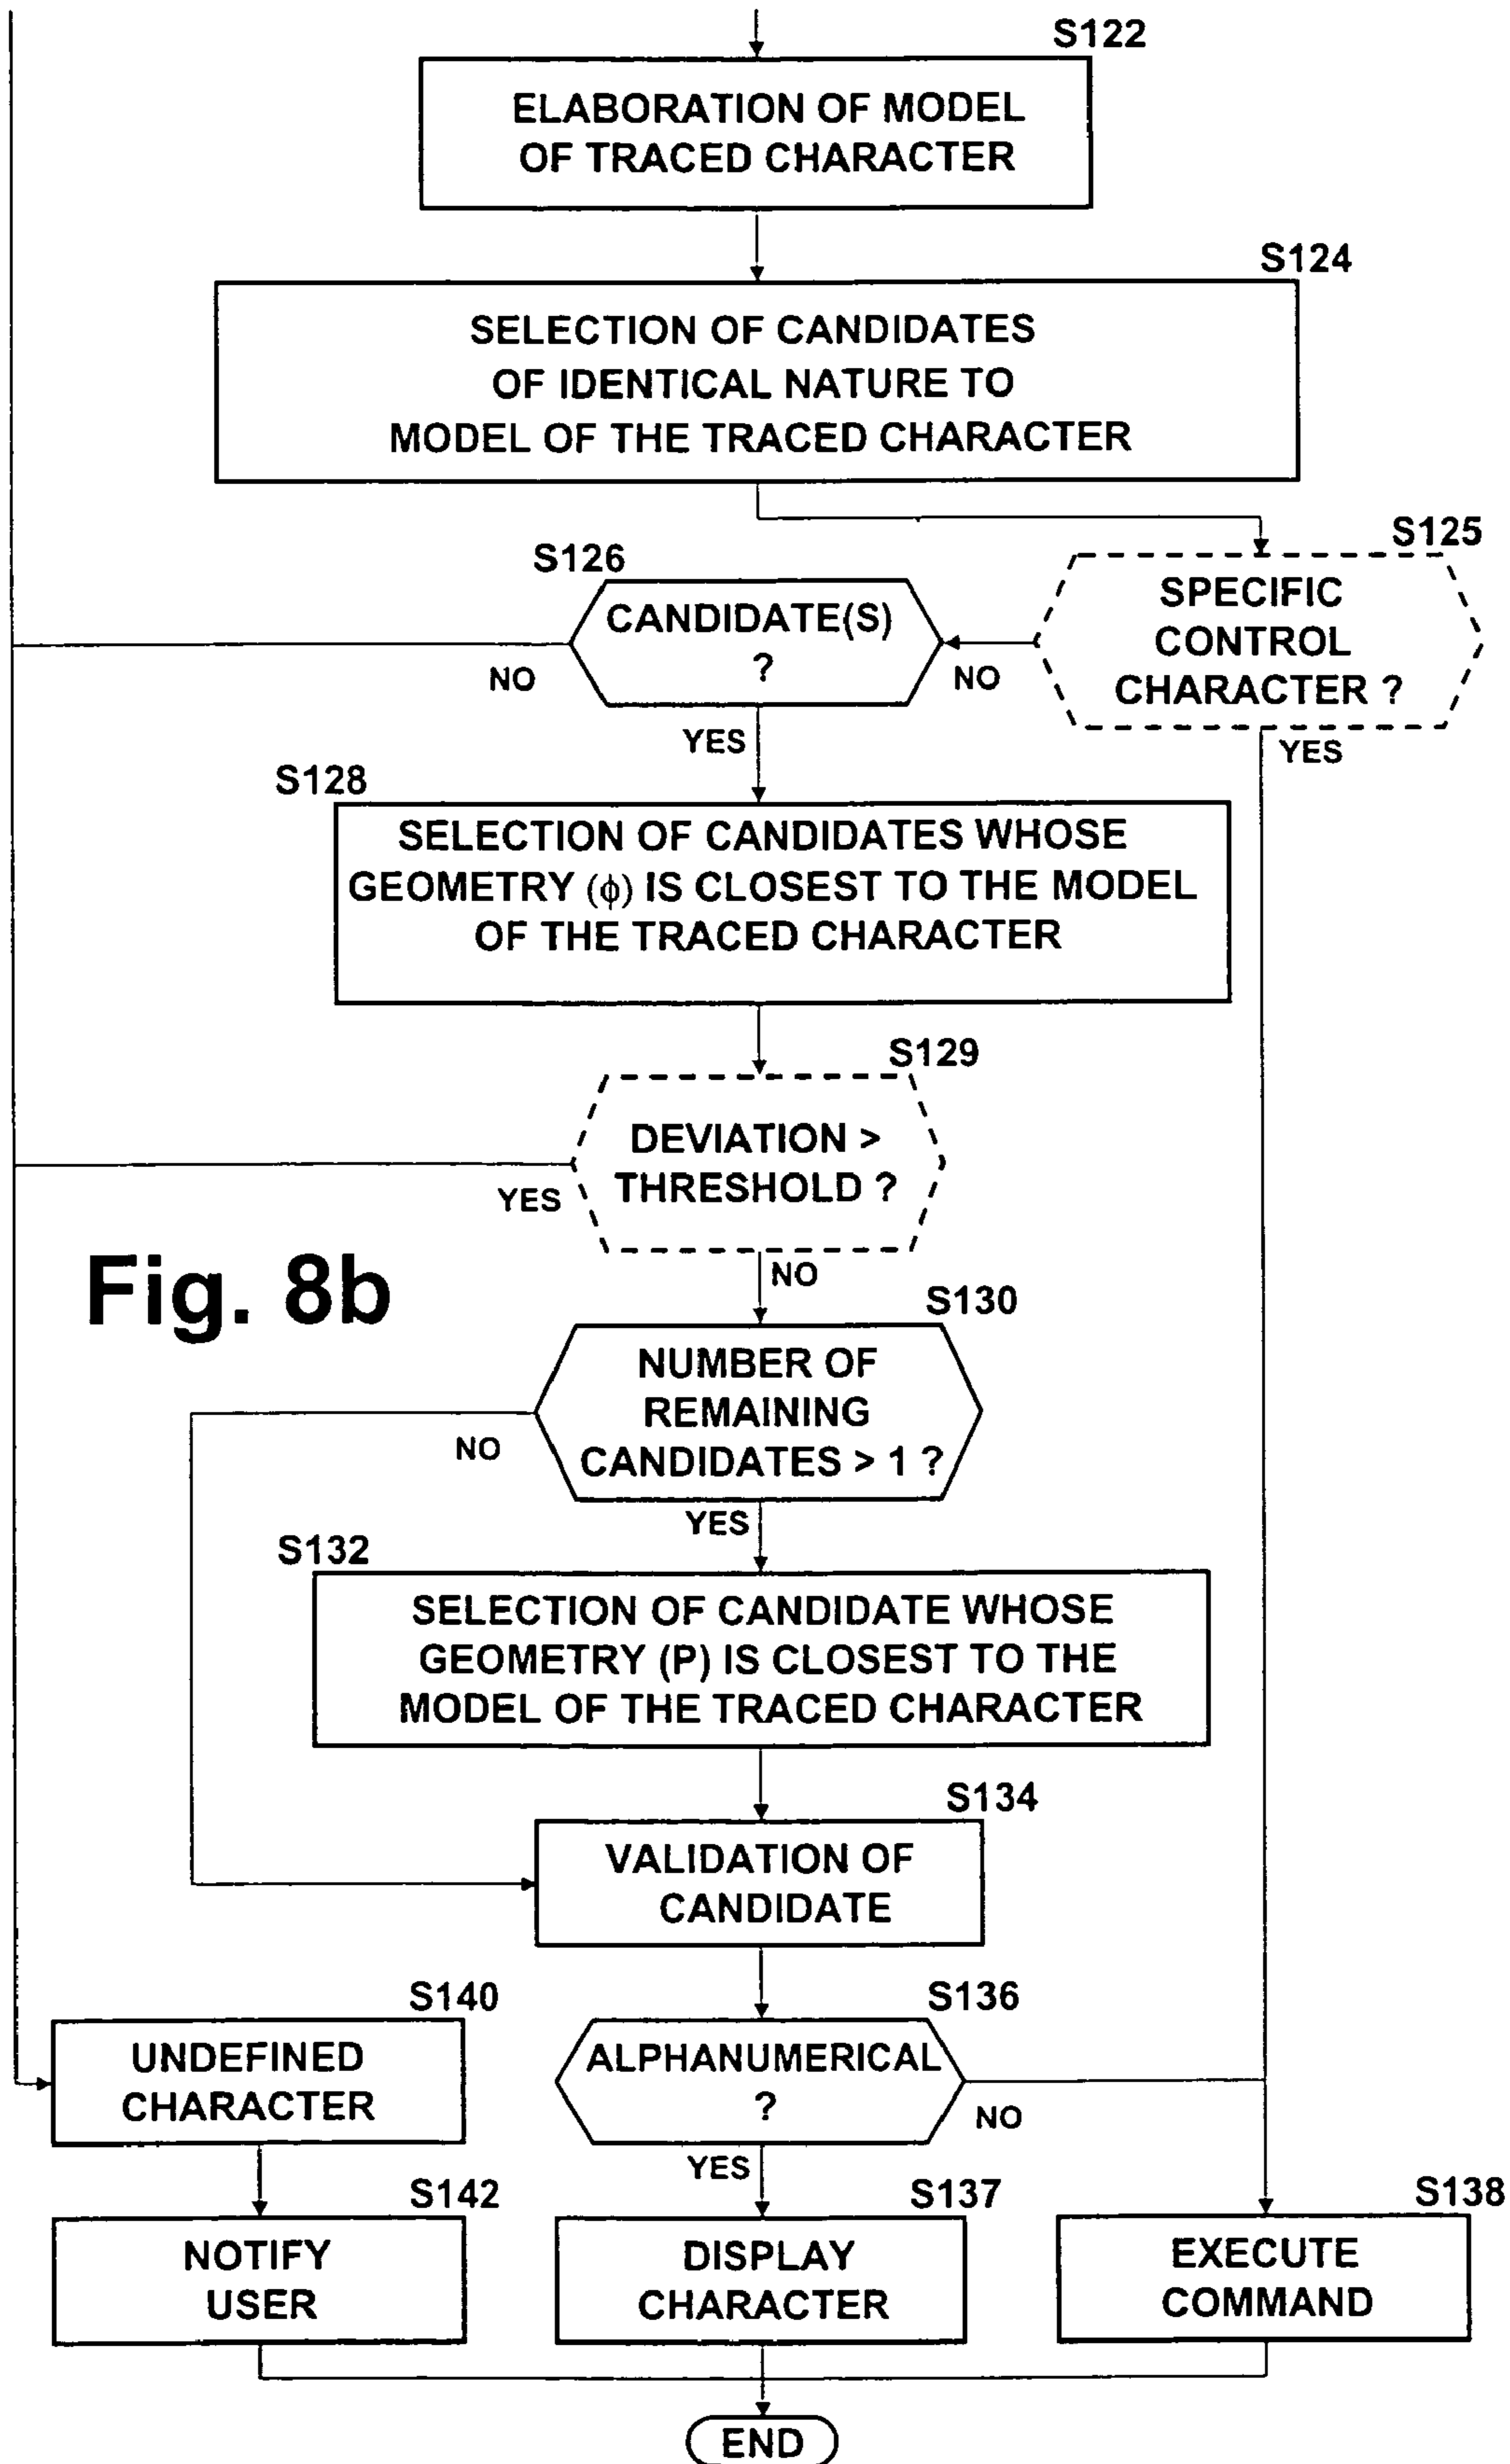 S122
ELABORATION OF MODEL
OF TRACED CHARACTER
S124
SELECTION OF CANDIDATES
OF IDENTICAL NATURE TO
MODEL OF THE TRACED CHARACTER
S125
SPECIFIC
CONTROL
CHARACTER ?
YES
NO
S126
CANDIDATE(S)
?
NO
YES
S128
SELECTION OF CANDIDATES WHOSE
GEOMETRY (ϕ) IS CLOSEST TO THE MODEL
OF THE TRACED CHARACTER
S129
DEVIATION >
THRESHOLD ?
YES
NO
Fig. 8b
S130
NUMBER OF
REMAINING
CANDIDATES > 1 ?
NO
YES
S132
SELECTION OF CANDIDATE WHOSE
GEOMETRY (P) IS CLOSEST TO THE
MODEL OF THE TRACED CHARACTER
S134
VALIDATION OF
CANDIDATE
S140
UNDEFINED
CHARACTER
S136
ALPHANUMERICAL
?
NO
YES
S142
NOTIFY
USER
S137
DISPLAY
CHARACTER
S138
EXECUTE
COMMAND
END